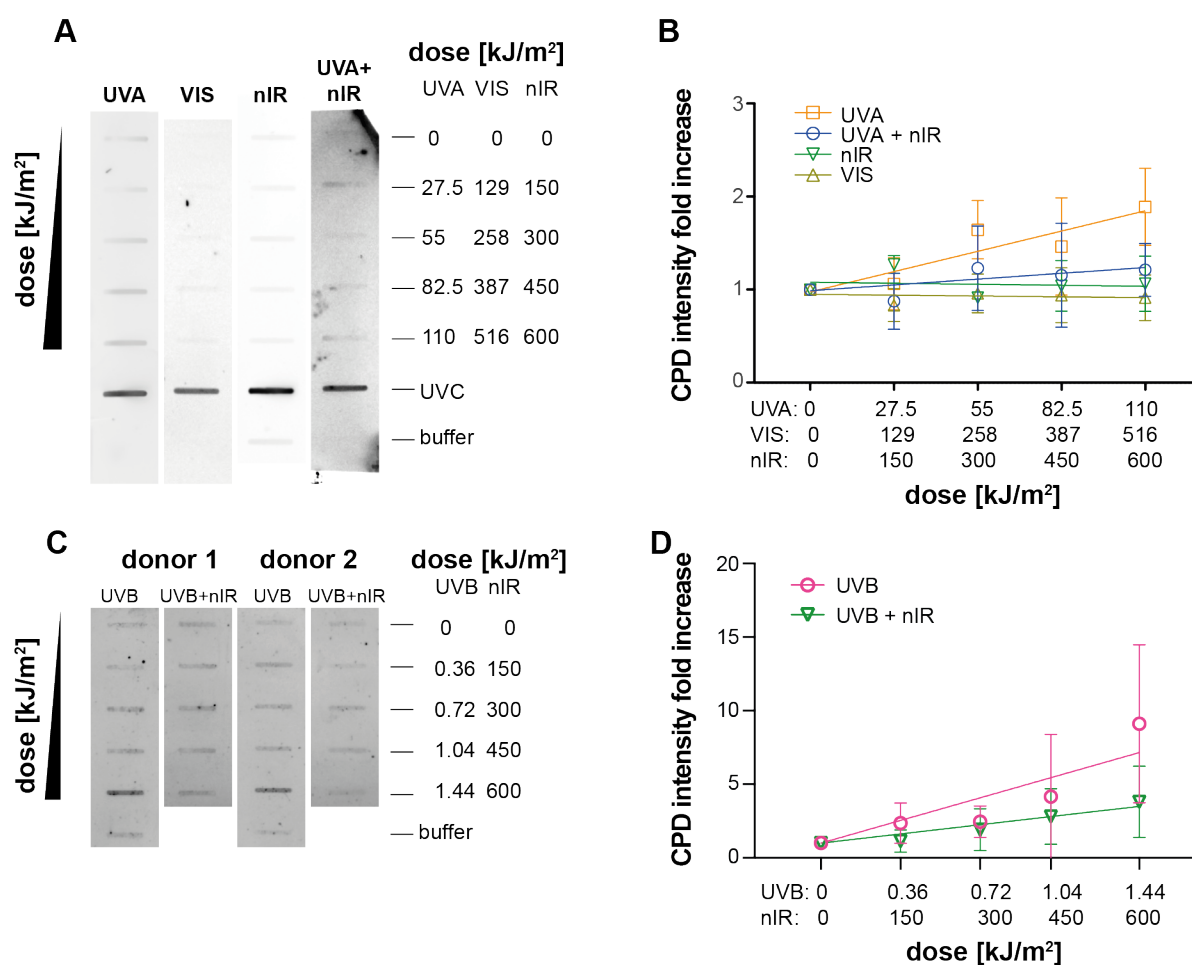 A
dose [kJ/m²]
UVA VIS nIR UVA+
nIR
UVA VIS nIR
0 0 0
27.5 129 150
55 258 300
82.5 387 450
110 516 600
UVC
buffer
dose [kJ/m²]
B
CPD intensity fold increase
3
2
1
0
UVA
UVA + nIR
nIR
VIS
UVA: 0 27.5 55 82.5 110
VIS: 0 129 258 387 516
nIR: 0 150 300 450 600
dose [kJ/m²]
C
donor 1 donor 2 dose [kJ/m²]
UVB UVB+nIR UVB UVB+nIR UVB nIR
0 0
0.36 150
0.72 300
1.04 450
1.44 600
buffer
dose [kJ/m²]
D
CPD intensity fold increase
20
15
10
5
0
UVB
UVB + nIR
UVB: 0 0.36 0.72 1.04 1.44
nIR: 0 150 300 450 600
dose [kJ/m²]